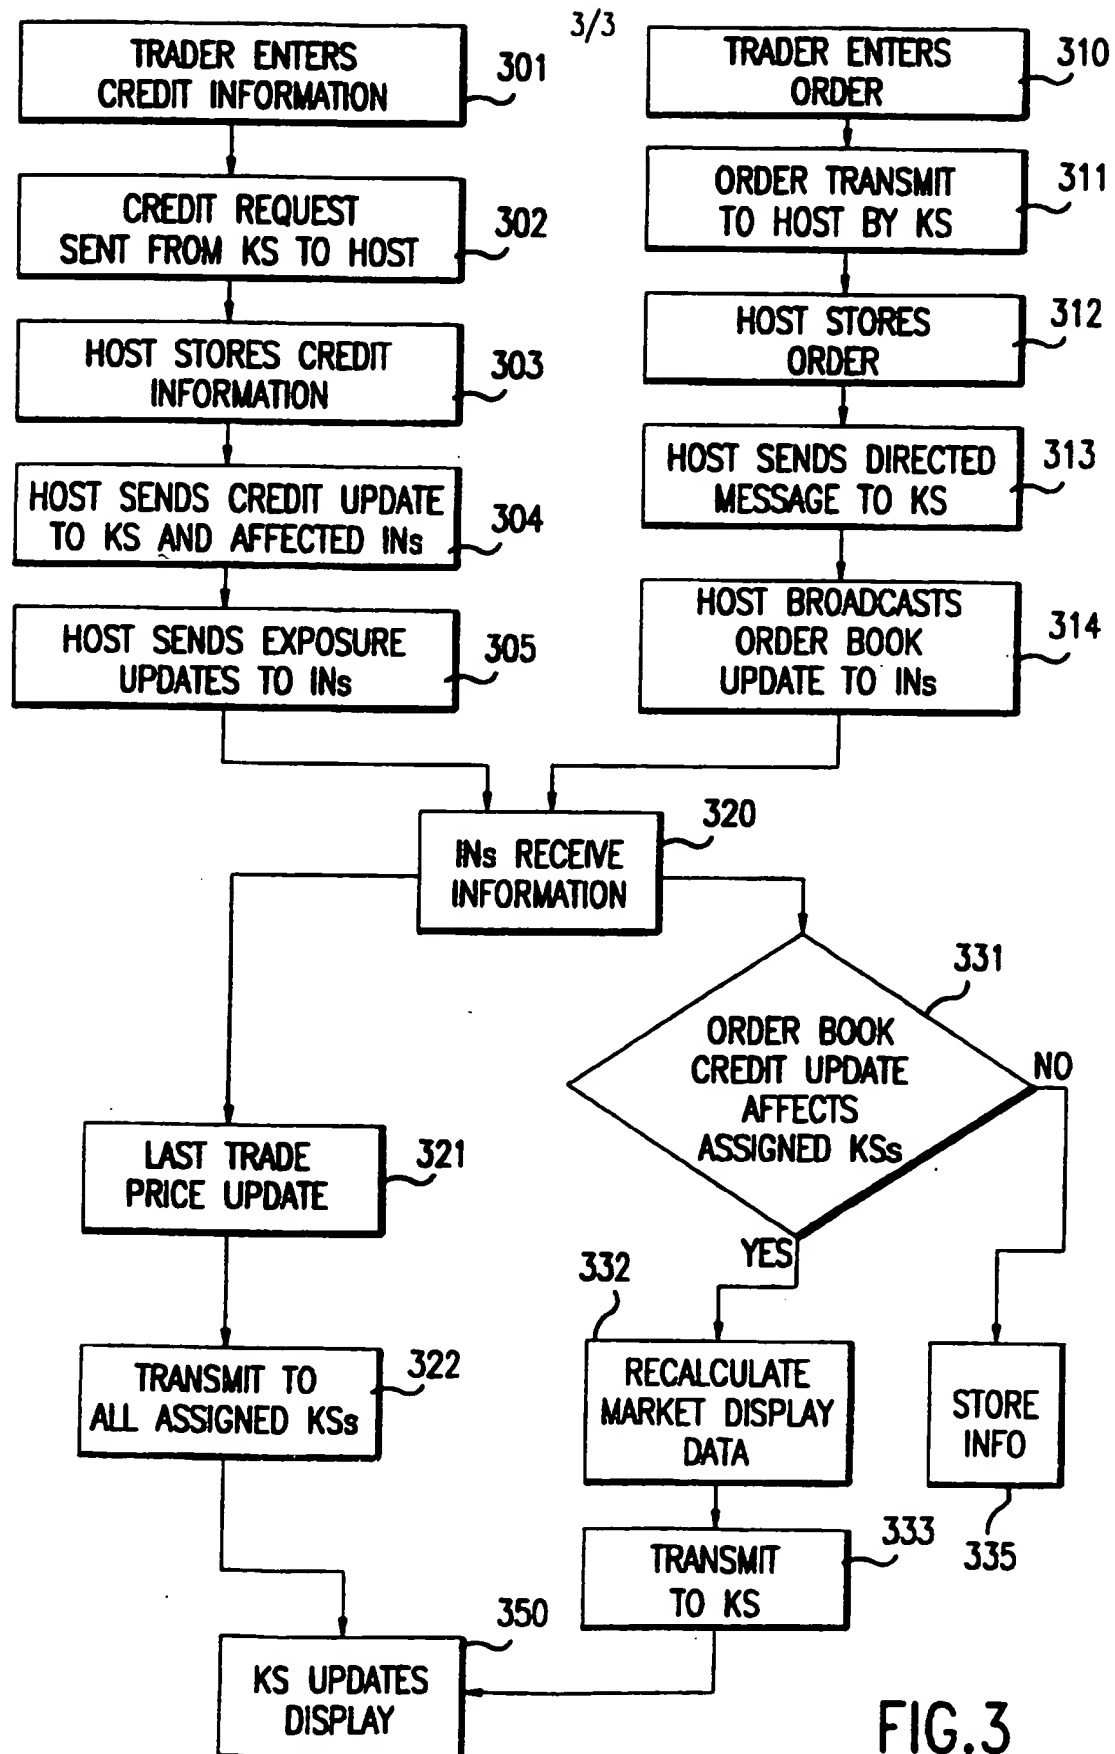 3/3
TRADER ENTERS
CREDIT INFORMATION
301
CREDIT REQUEST
SENT FROM KS TO HOST
302
HOST STORES CREDIT
INFORMATION
303
HOST SENDS CREDIT UPDATE
TO KS AND AFFECTED INs
304
HOST SENDS EXPOSURE
UPDATES TO INs
305
TRADER ENTERS
ORDER
310
ORDER TRANSMIT
TO HOST BY KS
311
HOST STORES
ORDER
312
HOST SENDS DIRECTED
MESSAGE TO KS
313
HOST BROADCASTS
ORDER BOOK
UPDATE TO INs
314
INs RECEIVE
INFORMATION
320
LAST TRADE
PRICE UPDATE
321
TRANSMIT TO
ALL ASSIGNED KSs
322
331
ORDER BOOK
CREDIT UPDATE
AFFECTS
ASSIGNED KSs
NO
YES
332
RECALCULATE
MARKET DISPLAY
DATA
STORE
INFO
335
TRANSMIT
TO KS
333
KS UPDATES
DISPLAY
350
FIG.3